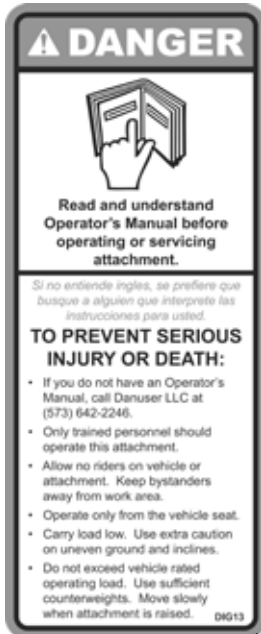 DANGER
Read and understand
Operator's Manual before
operating or servicing
attachment.
Si no entiende ingles, se prefiere que
busque a alguien que interprete las
instrucciones para usted.
TO PREVENT SERIOUS
INJURY OR DEATH:
• If you do not have an Operator's
Manual, call Danuser LLC at
(573) 642-2246.
• Only trained personnel should
operate this attachment.
• Allow no riders on vehicle or
attachment. Keep bystanders
away from work area.
• Operate only from the vehicle seat.
• Carry load low. Use extra caution
on uneven ground and inclines.
• Do not exceed vehicle rated
operating load. Use sufficient
counterweights. Move slowly
when attachment is raised. DIG13